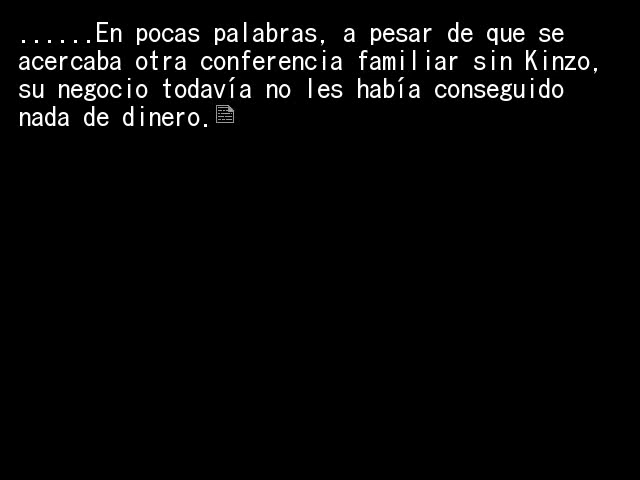 ......En pocas palabras, a pesar de que se
acercaba otra conferencia familiar sin Kinzo,
su negocio todavía no les había conseguido
nada de dinero.